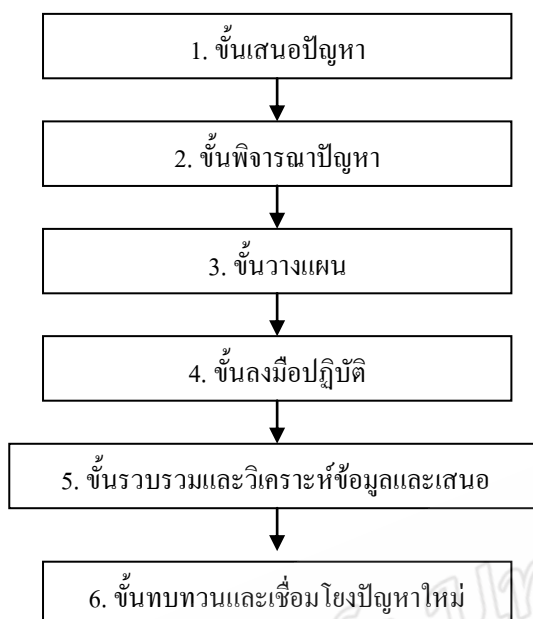 1. ขั้นเสนอปัญหา
2. ขั้นพิจารณาปัญหา
3. ขั้นวางแผน
4. ขั้นลงมือปฏิบัติ
5. ขั้นรวบรวมและวิเคราะห์ข้อมูลและเสนอ
6. ขั้นทบทวนและเชื่อมโยงปัญหาใหม่